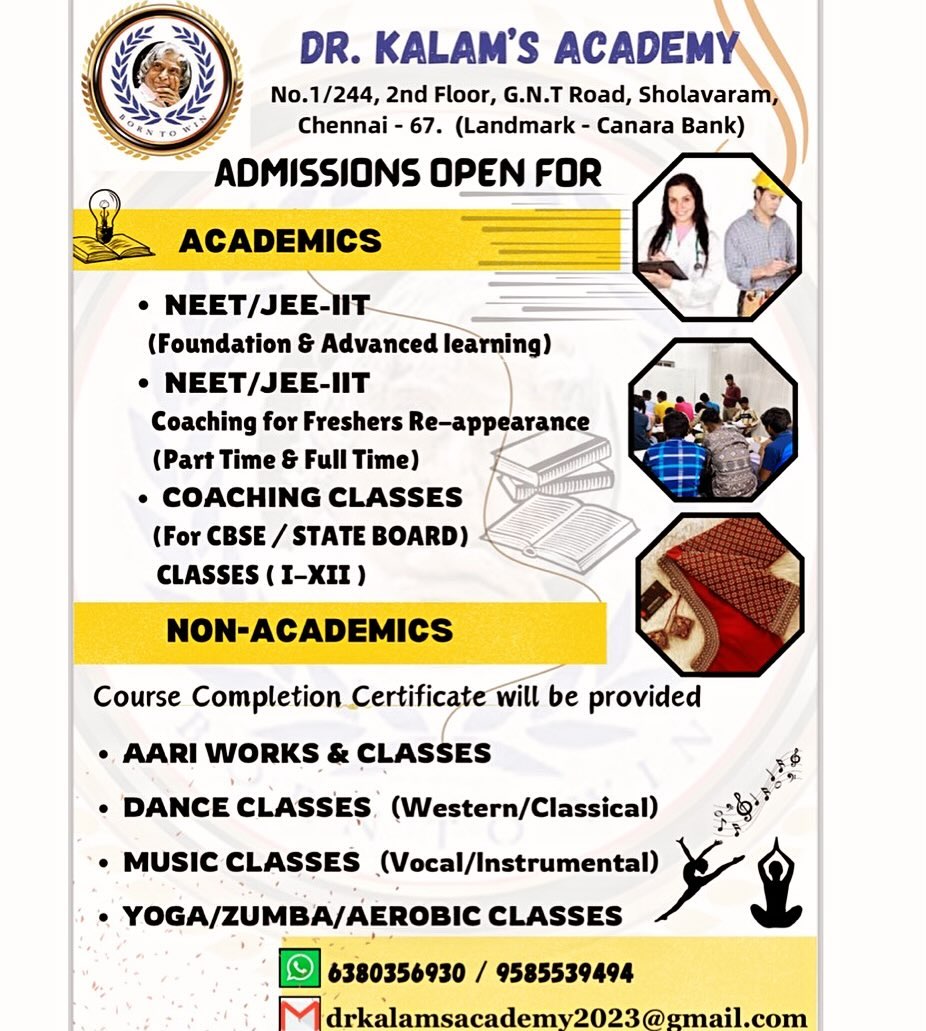 DR. KALAM'S ACADEMY
No.1/244, 2nd Floor, G.N.T Road, Sholavaram,
Chennai - 67. (Landmark - Canara Bank)
BORN TO WIN
ADMISSIONS OPEN FOR
ACADEMICS
• NEET/JEE-IIT
(Foundation & Advanced learning)
• NEET/JEE-IIT
Coaching for Freshers Re-appearance
(Part Time & Full Time)
• COACHING CLASSES
(For CBSE / STATE BOARD)
CLASSES ( I-XII )
NON-ACADEMICS
Course Completion Certificate will be provided
• AARI WORKS & CLASSES
• DANCE CLASSES (Western/Classical)
• MUSIC CLASSES (Vocal/Instrumental)
• YOGA/ZUMBA/AEROBIC CLASSES
6380356930 / 9585539494
drkalamsacademy2023@gmail.com